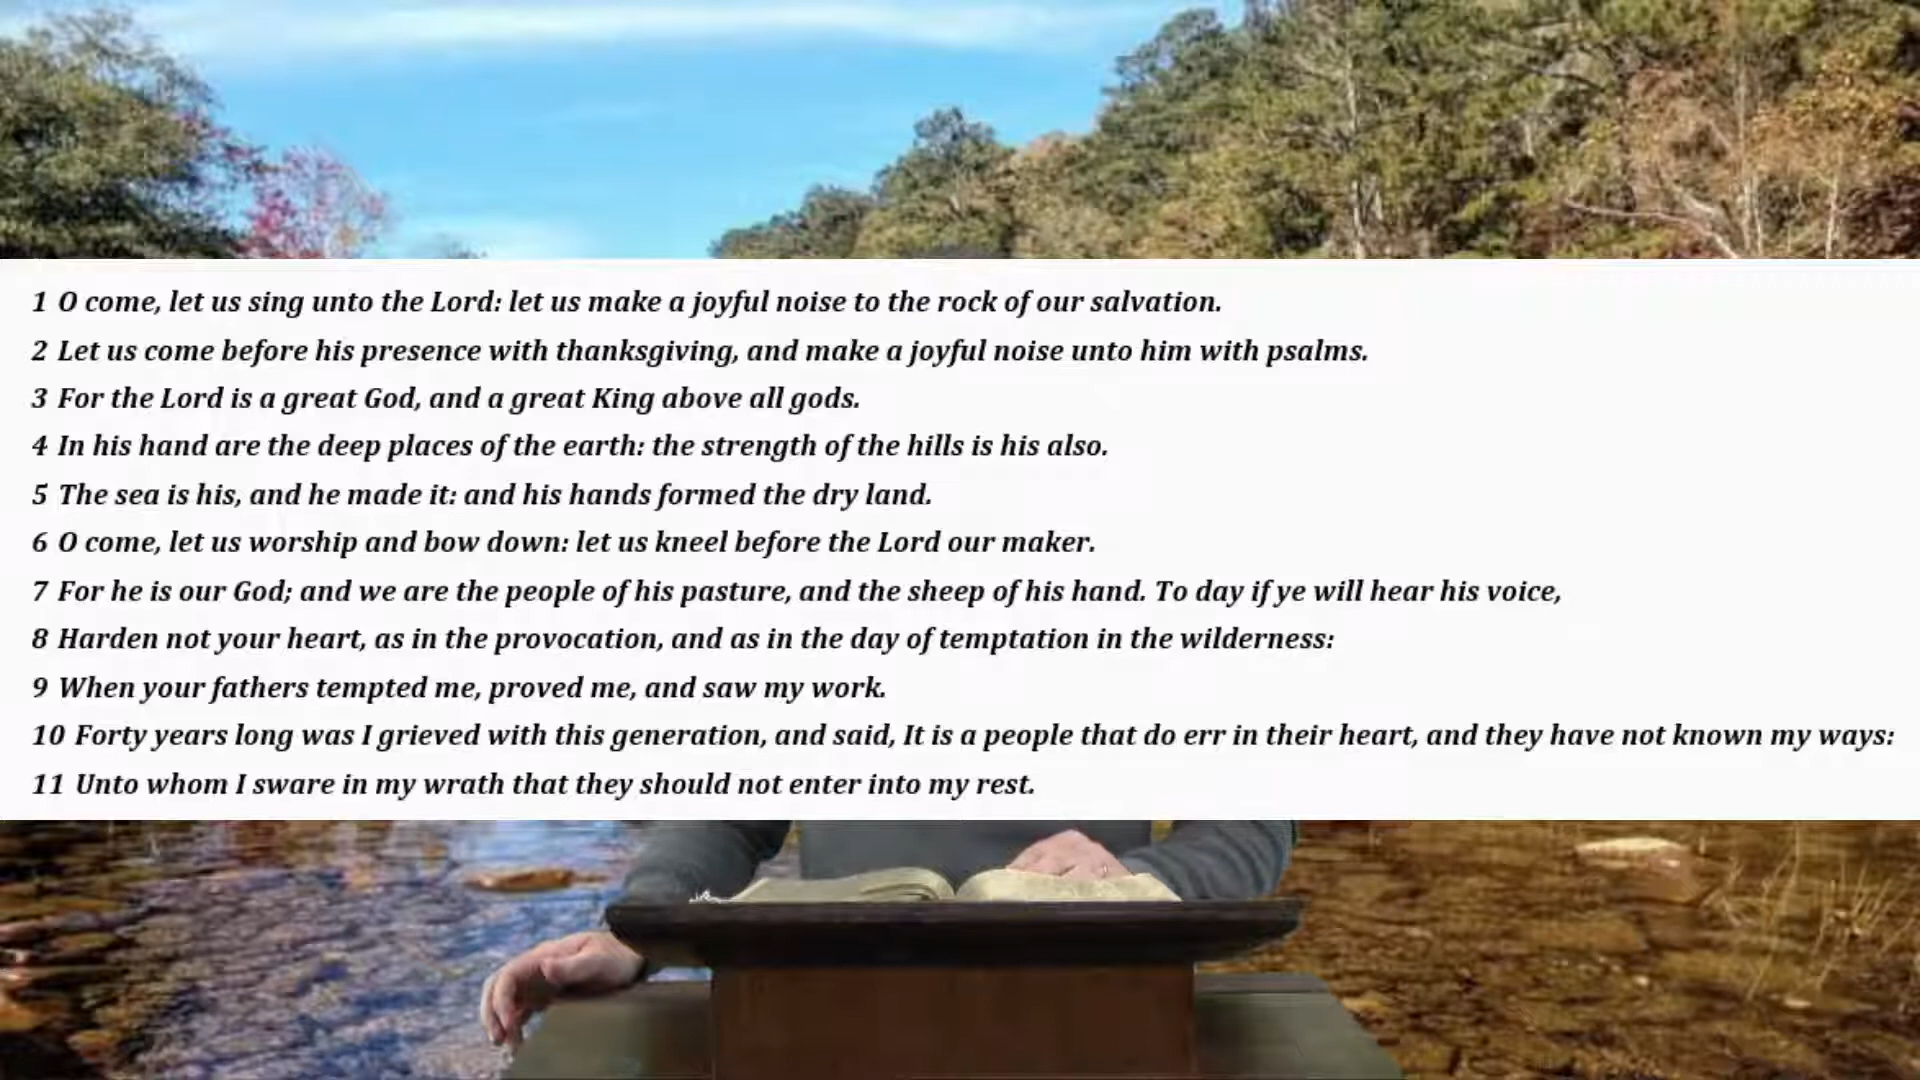 1 O come, let us sing unto the Lord: let us make a joyful noise to the rock of our salvation.
2 Let us come before his presence with thanksgiving, and make a joyful noise unto him with psalms.
3 For the Lord is a great God, and a great King above all gods.
4 In his hand are the deep places of the earth: the strength of the hills is his also.
5 The sea is his, and he made it: and his hands formed the dry land.
6 O come, let us worship and bow down: let us kneel before the Lord our maker.
7 For he is our God; and we are the people of his pasture, and the sheep of his hand. To day if ye will hear his voice,
8 Harden not your heart, as in the provocation, and as in the day of temptation in the wilderness:
9 When your fathers tempted me, proved me, and saw my work.
10 Forty years long was I grieved with this generation, and said, It is a people that do err in their heart, and they have not known my ways:
11 Unto whom I sware in my wrath that they should not enter into my rest.